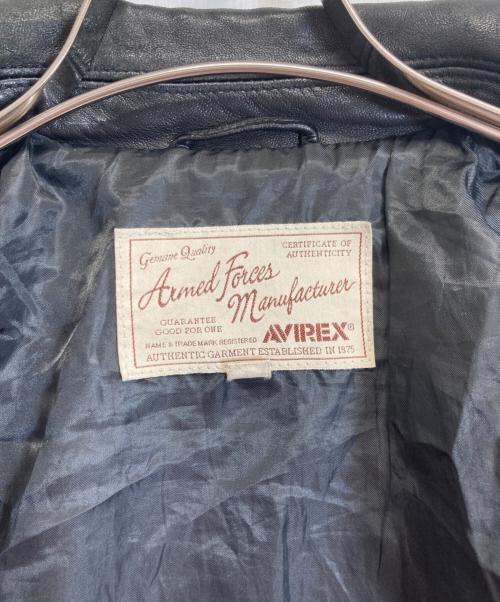 Genuine Quality
CERTIFICATE OF
AUTHENTICITY
Armed Forces
Manufacturer
GUARANTEE
GOOD FOR ONE
AVIREX®
NAME & TRADE MARK REGISTERED
AUTHENTIC GARMENT ESTABLISHED IN 1975